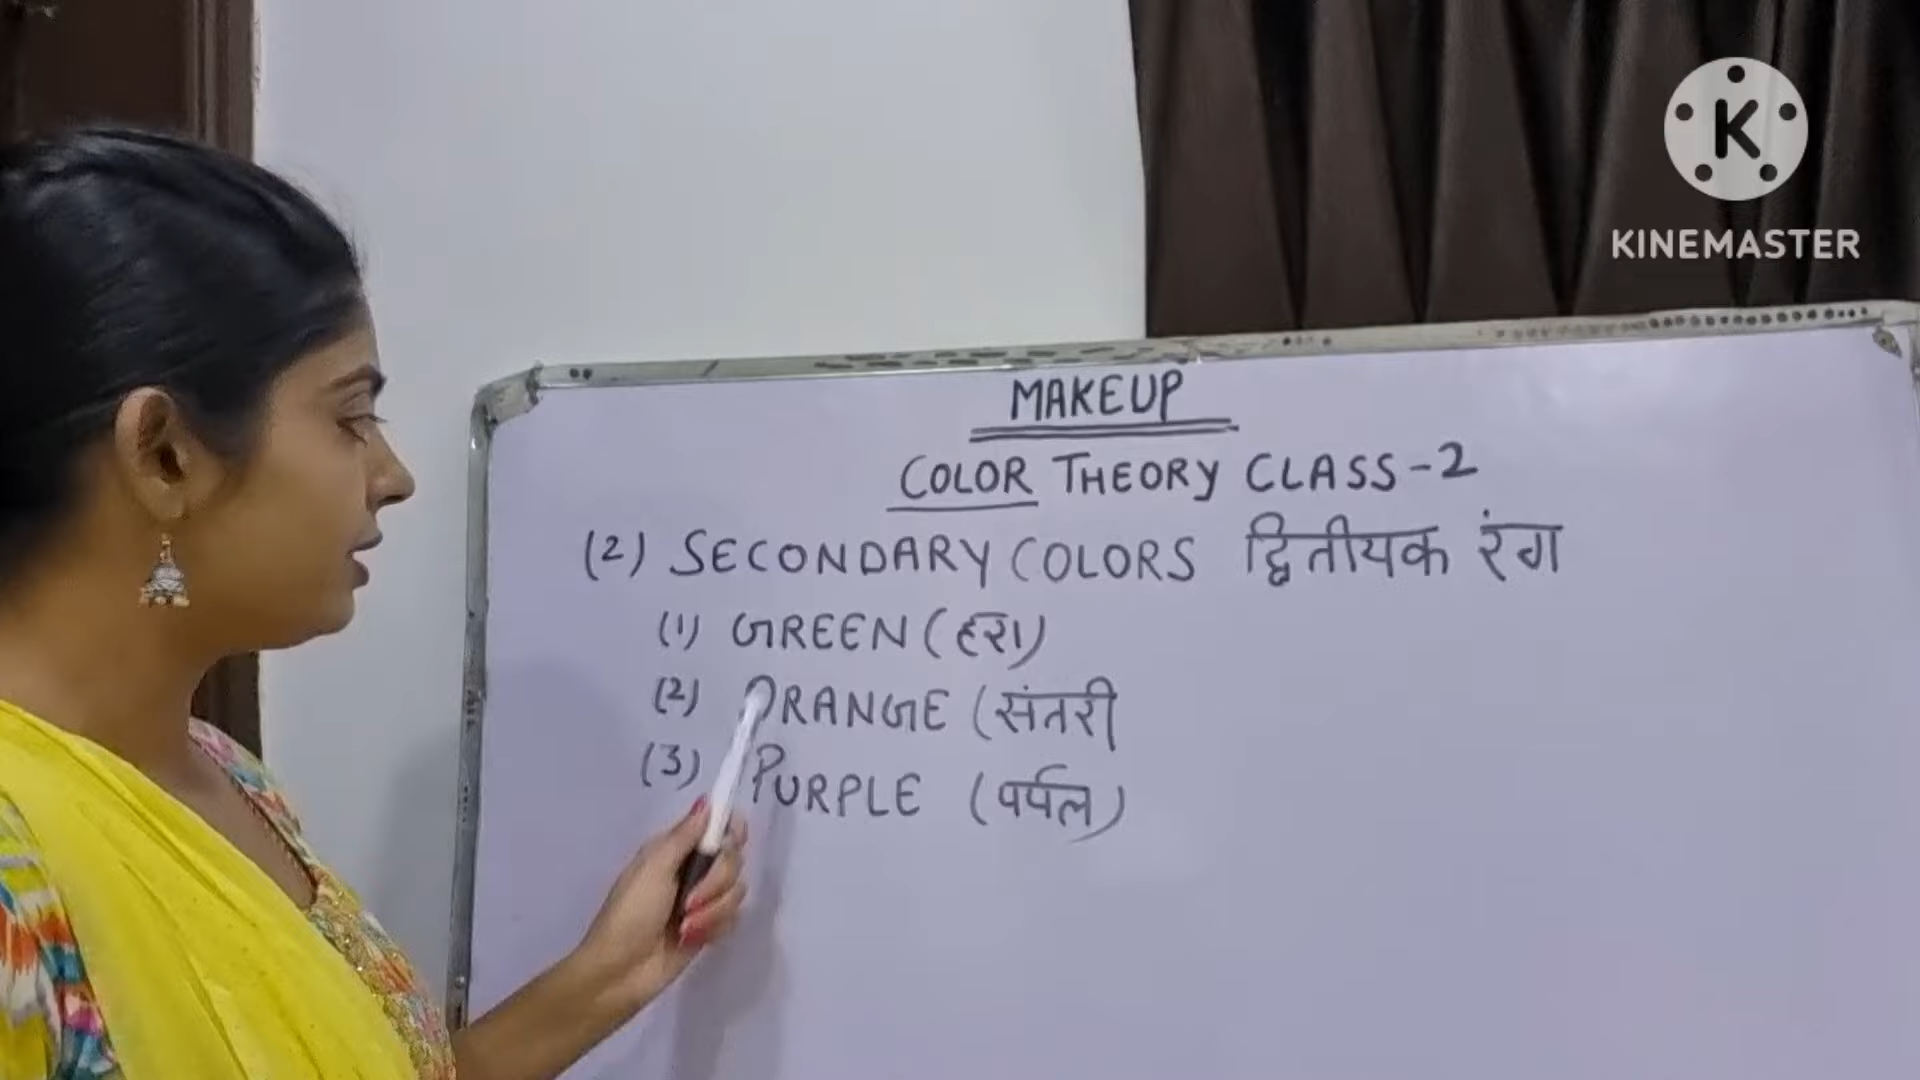 K
KINEMASTER
MAKEUP
COLOR THEORY CLASS-2
(2) SECONDARY COLORS द्वितीयक रंग
(1) GREEN (हरा)
(2) ORANGE (संतरी
(3) PURPLE (पर्पल)